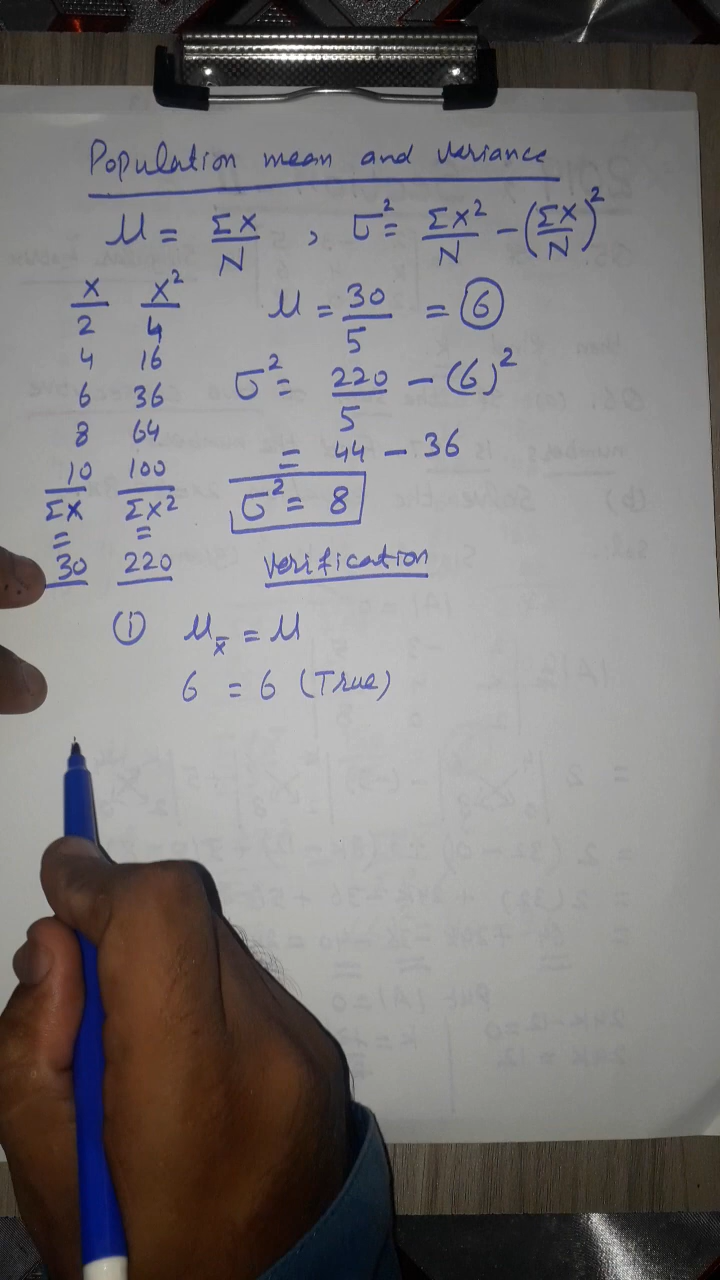 Population mean and variance
M = ΣX/N , σ² = ΣX²/N - (ΣX/N)²
X X²
2 4
4 16
6 36
8 64
10 100
ΣX ΣX²
= =
30 220
M = 30/5 = 6
σ² = 220/5 - (6)²
= 44 - 36
σ² = 8
verification
① Mx̄ = M
6 = 6 (True)